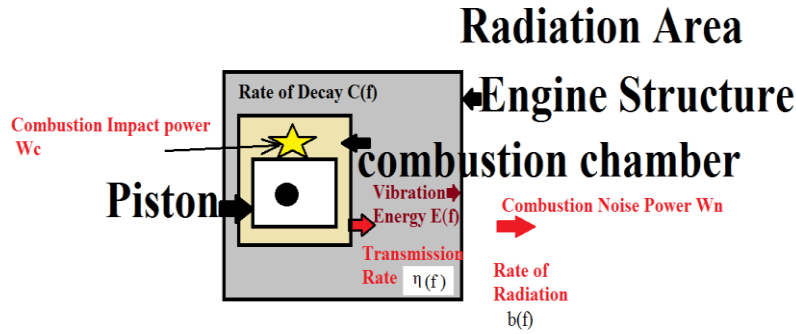 Radiation Area
Rate of Decay C(f)
Engine Structure
Combustion Impact power
Wc
combustion chamber
Piston
Vibration
Energy E(f)
Combustion Noise Power Wn
Transmission
Rate η(f)
Rate of
Radiation
b(f)